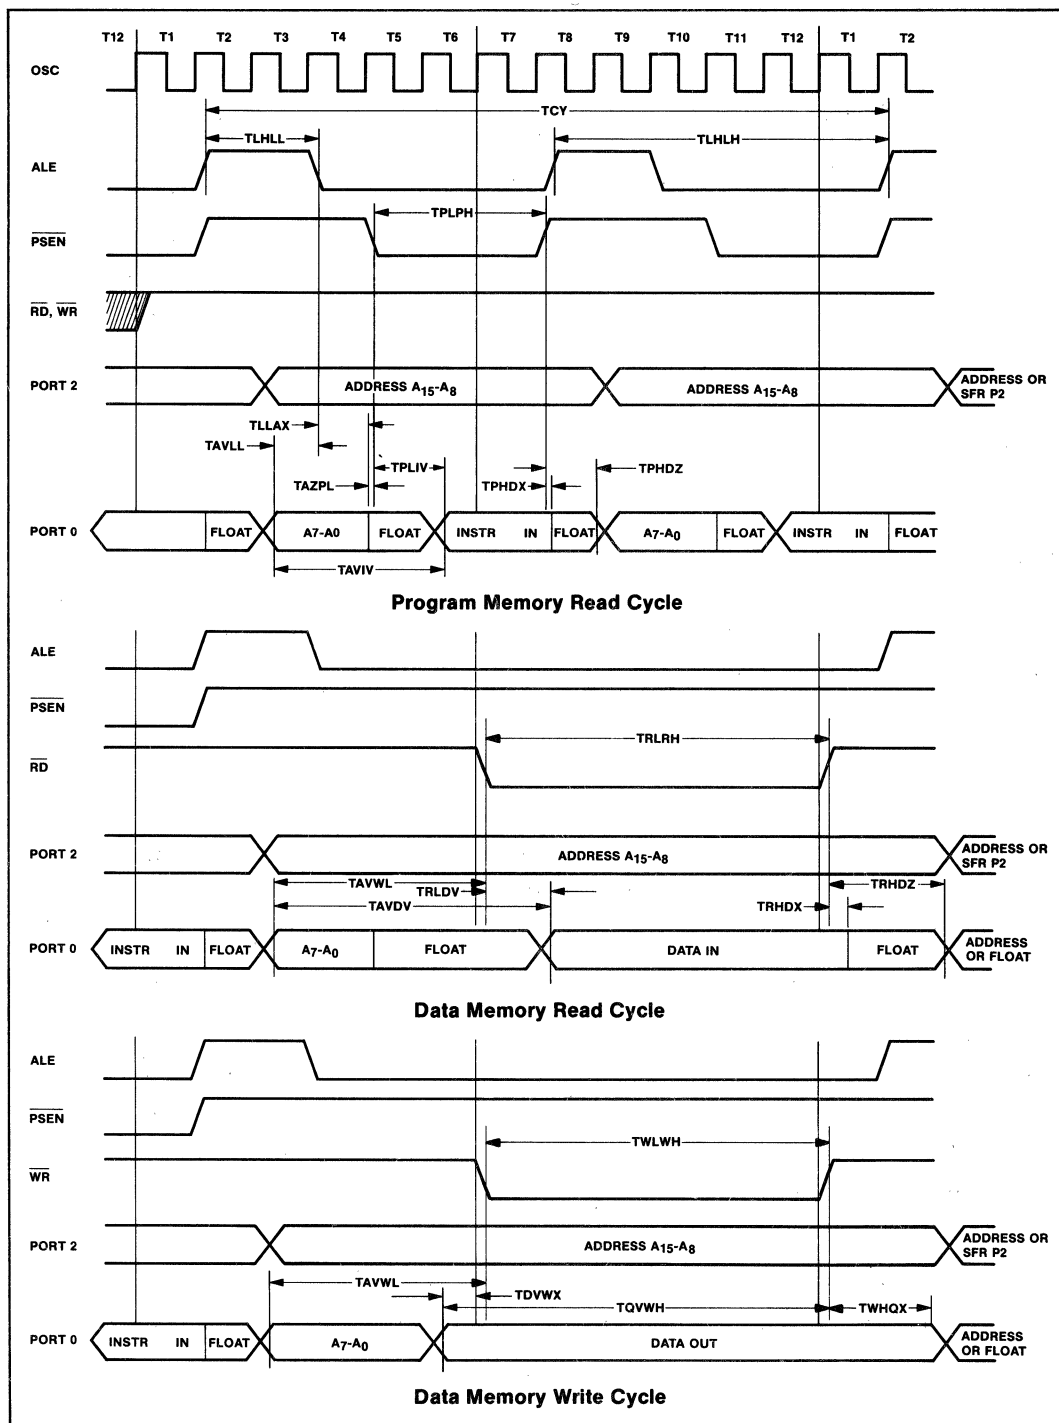 T12 T1 T2 T3 T4 T5 T6 T7 T8 T9 T10 T11 T12 T1 T2
OSC
TCY
TLHLL TLHLH
ALE
TPLPH
PSEN
RD, WR
PORT 2 ADDRESS A15-A8 ADDRESS A15-A8 ADDRESS OR
SFR P2
TLLAX
TAVLL
TPLIV TPHDZ
TAZPL TPHDX
PORT 0 FLOAT A7-A0 FLOAT INSTR IN FLOAT A7-A0 FLOAT INSTR IN FLOAT
TAVIV
Program Memory Read Cycle
ALE
PSEN
TRLRH
RD
PORT 2 ADDRESS A15-A8 ADDRESS OR
SFR P2
TAVWL TRHDZ
TRLDV TRHDX
TAVDV
PORT 0 INSTR IN FLOAT A7-A0 FLOAT DATA IN FLOAT ADDRESS
OR FLOAT
Data Memory Read Cycle
ALE
PSEN
TWLWH
WR
PORT 2 ADDRESS A15-A8 ADDRESS OR
SFR P2
TAVWL TDVWX
TQVWH TWHQX
PORT 0 INSTR IN FLOAT A7-A0 DATA OUT ADDRESS
OR FLOAT
Data Memory Write Cycle